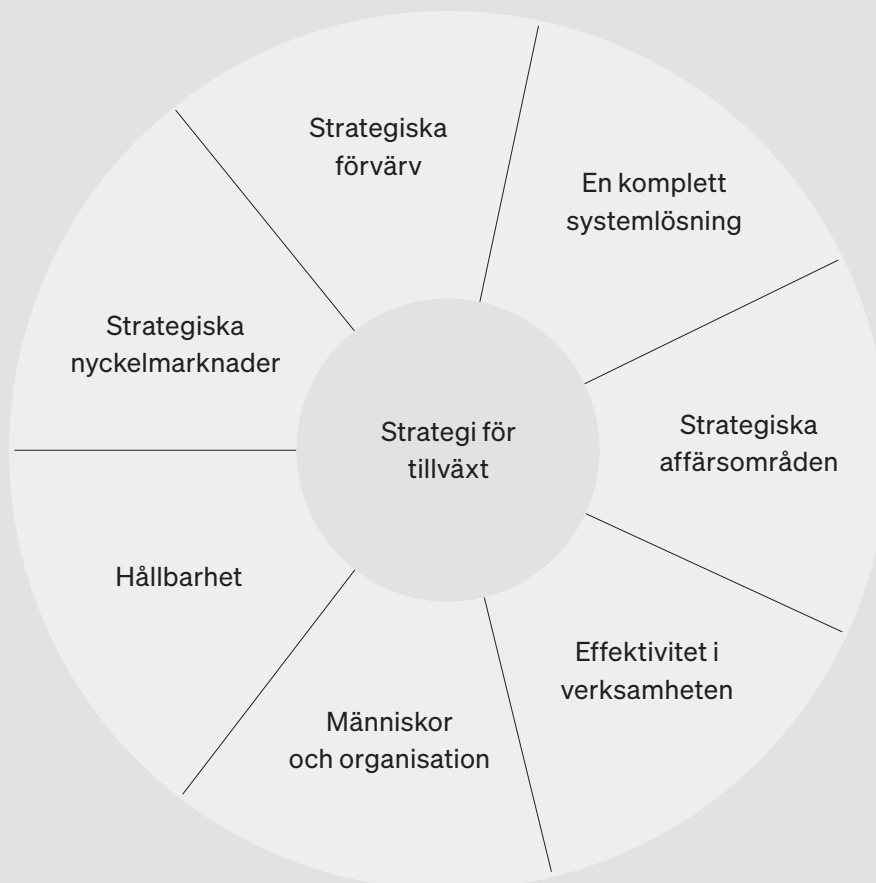 Strategiska
förvärv
En komplett
systemlösning
Strategiska
nyckelmarknader
Strategi för
tillväxt
Strategiska
affärsområden
Hållbarhet
Effektivitet i
verksamheten
Människor
och organisation